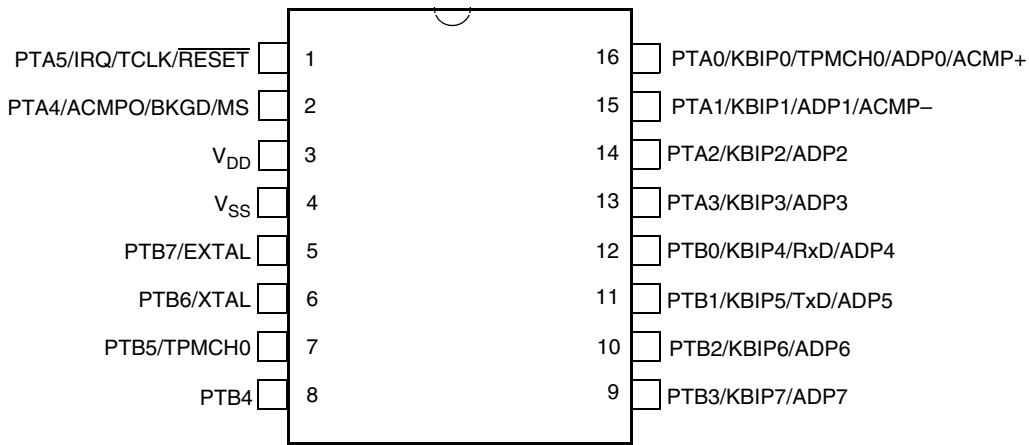 PTA5/IRQ/TCLK/RESET 1 16 PTA0/KBIP0/TPMCH0/ADP0/ACMP+
PTA4/ACMPO/BKGD/MS 2 15 PTA1/KBIP1/ADP1/ACMP–
VDD 3 14 PTA2/KBIP2/ADP2
VSS 4 13 PTA3/KBIP3/ADP3
PTB7/EXTAL 5 12 PTB0/KBIP4/RxD/ADP4
PTB6/XTAL 6 11 PTB1/KBIP5/TxD/ADP5
PTB5/TPMCH0 7 10 PTB2/KBIP6/ADP6
PTB4 8 9 PTB3/KBIP7/ADP7